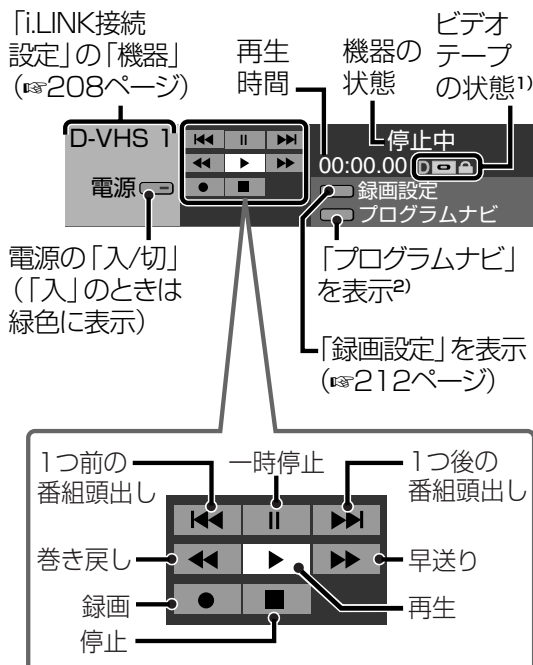 「i.LINK接続
設定」の「機器」
(☞208ページ)
再生
時間
機器の
状態
ビデオ
テープ
の状態1)
D-VHS 1
停止中
00:00.00 D
電源
録画設定
プログラムナビ
電源の「入/切」
(「入」のときは
緑色に表示)
「プログラムナビ」
を表示2)
「録画設定」を表示
(☞212ページ)
1つ前の
番組頭出し
一時停止
1つ後の
番組頭出し
巻き戻し
早送り
録画
再生
停止